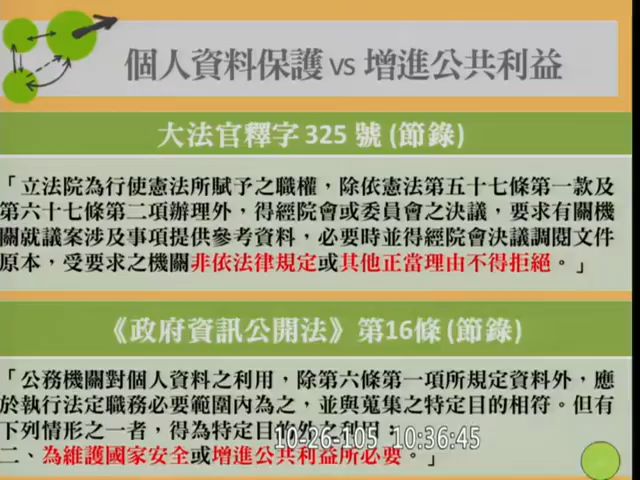 個人資料保護 vs 增進公共利益
大法官釋字 325 號 (節錄)
「立法院為行使憲法所賦予之職權，除依憲法第五十七條第一款及
第六十七條第二項辦理外，得經院會或委員會之決議，要求有關機
關就議案涉及事項提供參考資料，必要時並得經院會決議調閱文件
原本，受要求之機關非依法律規定或其他正當理由不得拒絕。」
《政府資訊公開法》第16條 (節錄)
「公務機關對個人資料之利用，除第六條第一項所規定資料外，應
於執行法定職務必要範圍內為之，並與蒐集之特定目的相符。但有
下列情形之一者，得為特定目的外之利用：
10-26-105 10:36:45
二、為維護國家安全或增進公共利益所必要。」